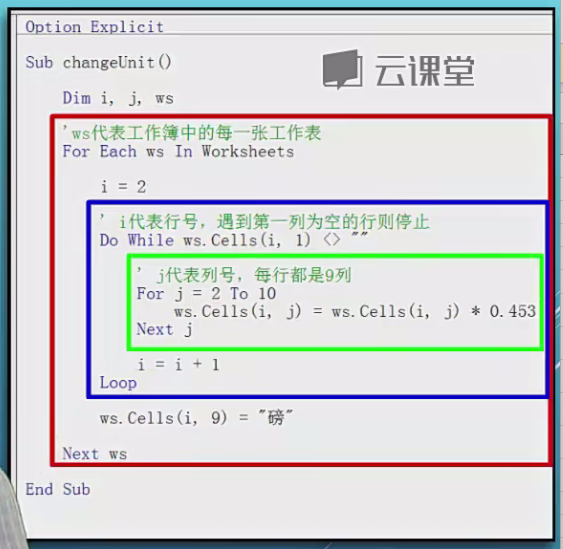 Option Explicit
云课堂
Sub changeUnit()
Dim i, j, ws
'ws代表工作簿中的每一张工作表
For Each ws In Worksheets
i = 2
' i代表行号，遇到第一列为空的行则停止
Do While ws.Cells(i, 1) <> ""
' j代表列号，每行都是9列
For j = 2 To 10
ws.Cells(i, j) = ws.Cells(i, j) * 0.453
Next j
i = i + 1
Loop
ws.Cells(i, 9) = "磅"
Next ws
End Sub